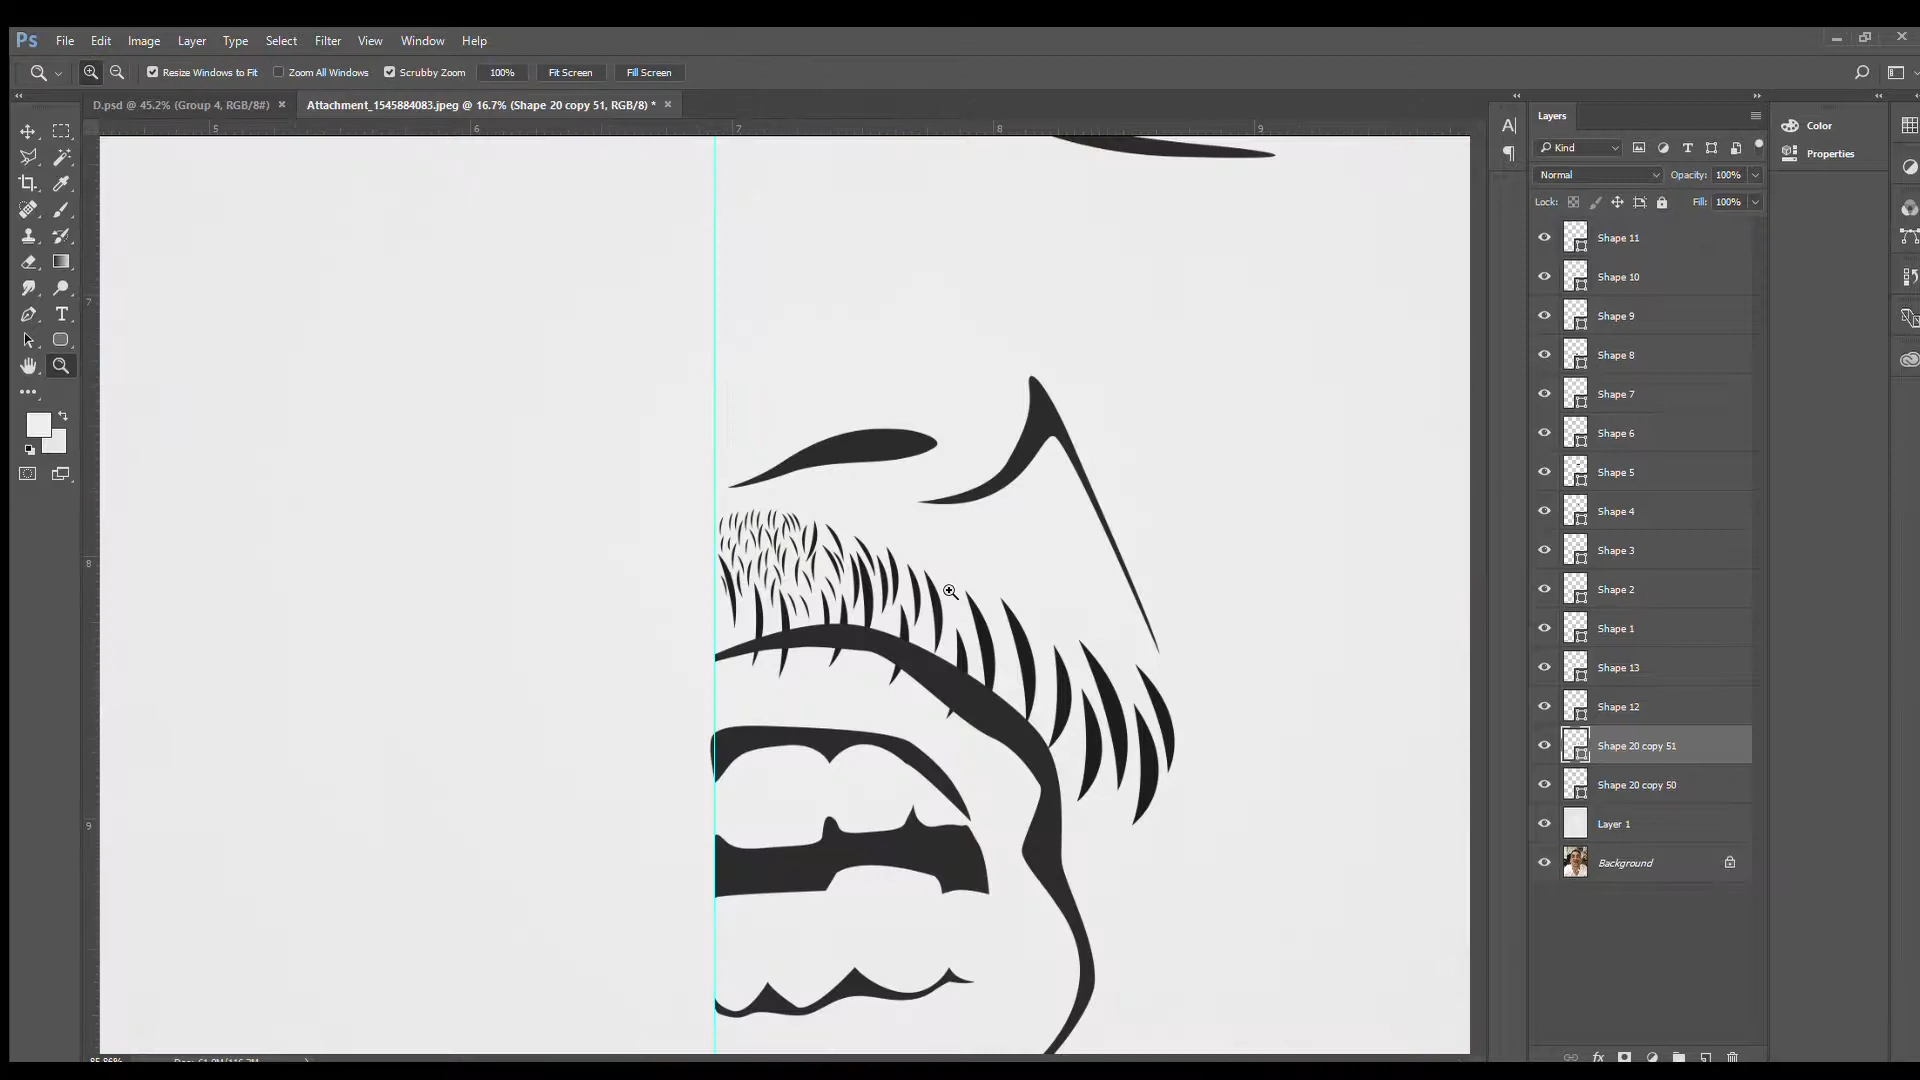 Ps File Edit Image Layer Type Select Filter View Window Help
Resize Windows to Fit Zoom All Windows Scrubby Zoom 100% Fit Screen Fill Screen
D.psd @ 45.2% (Group 4, RGB/8#) Attachment_1545884083.jpeg @ 16.7% (Shape 20 copy 51, RGB/8) *
5 6 7 8 9
7
8
9
Layers
Kind
Normal Opacity: 100%
Lock: Fill: 100%
Shape 11
Shape 10
Shape 9
Shape 8
Shape 7
Shape 6
Shape 5
Shape 4
Shape 3
Shape 2
Shape 1
Shape 13
Shape 12
Shape 20 copy 51
Shape 20 copy 50
Layer 1
Background
fx
Color
Properties